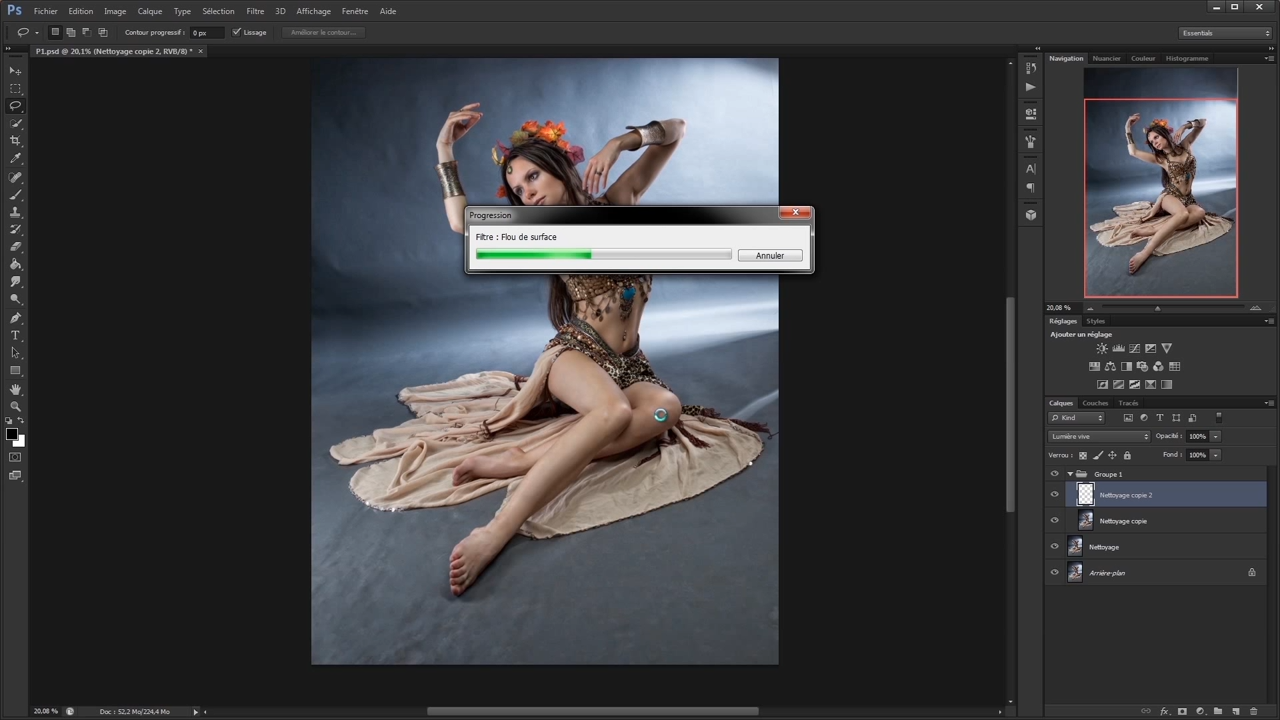 Ps Fichier Edition Image Calque Type Sélection Filtre 3D Affichage Fenêtre Aide
Contour progressif : 0 px Lissage Améliorer le contour... Essentials
P1.psd @ 20,1% (Nettoyage copie 2, RVB/8) * ×
Navigation Nuancier Couleur Histogramme
Progression
Filtre : Flou de surface
Annuler
20,08 %
Réglages Styles
Ajouter un réglage
Calques Couches Tracés
Kind
Lumière vive Opacité : 100%
Verrou : Fond : 100%
Groupe 1
Nettoyage copie 2
Nettoyage copie
Nettoyage
Arrière-plan
20,08 % Doc : 52,2 Mo/224,4 Mo